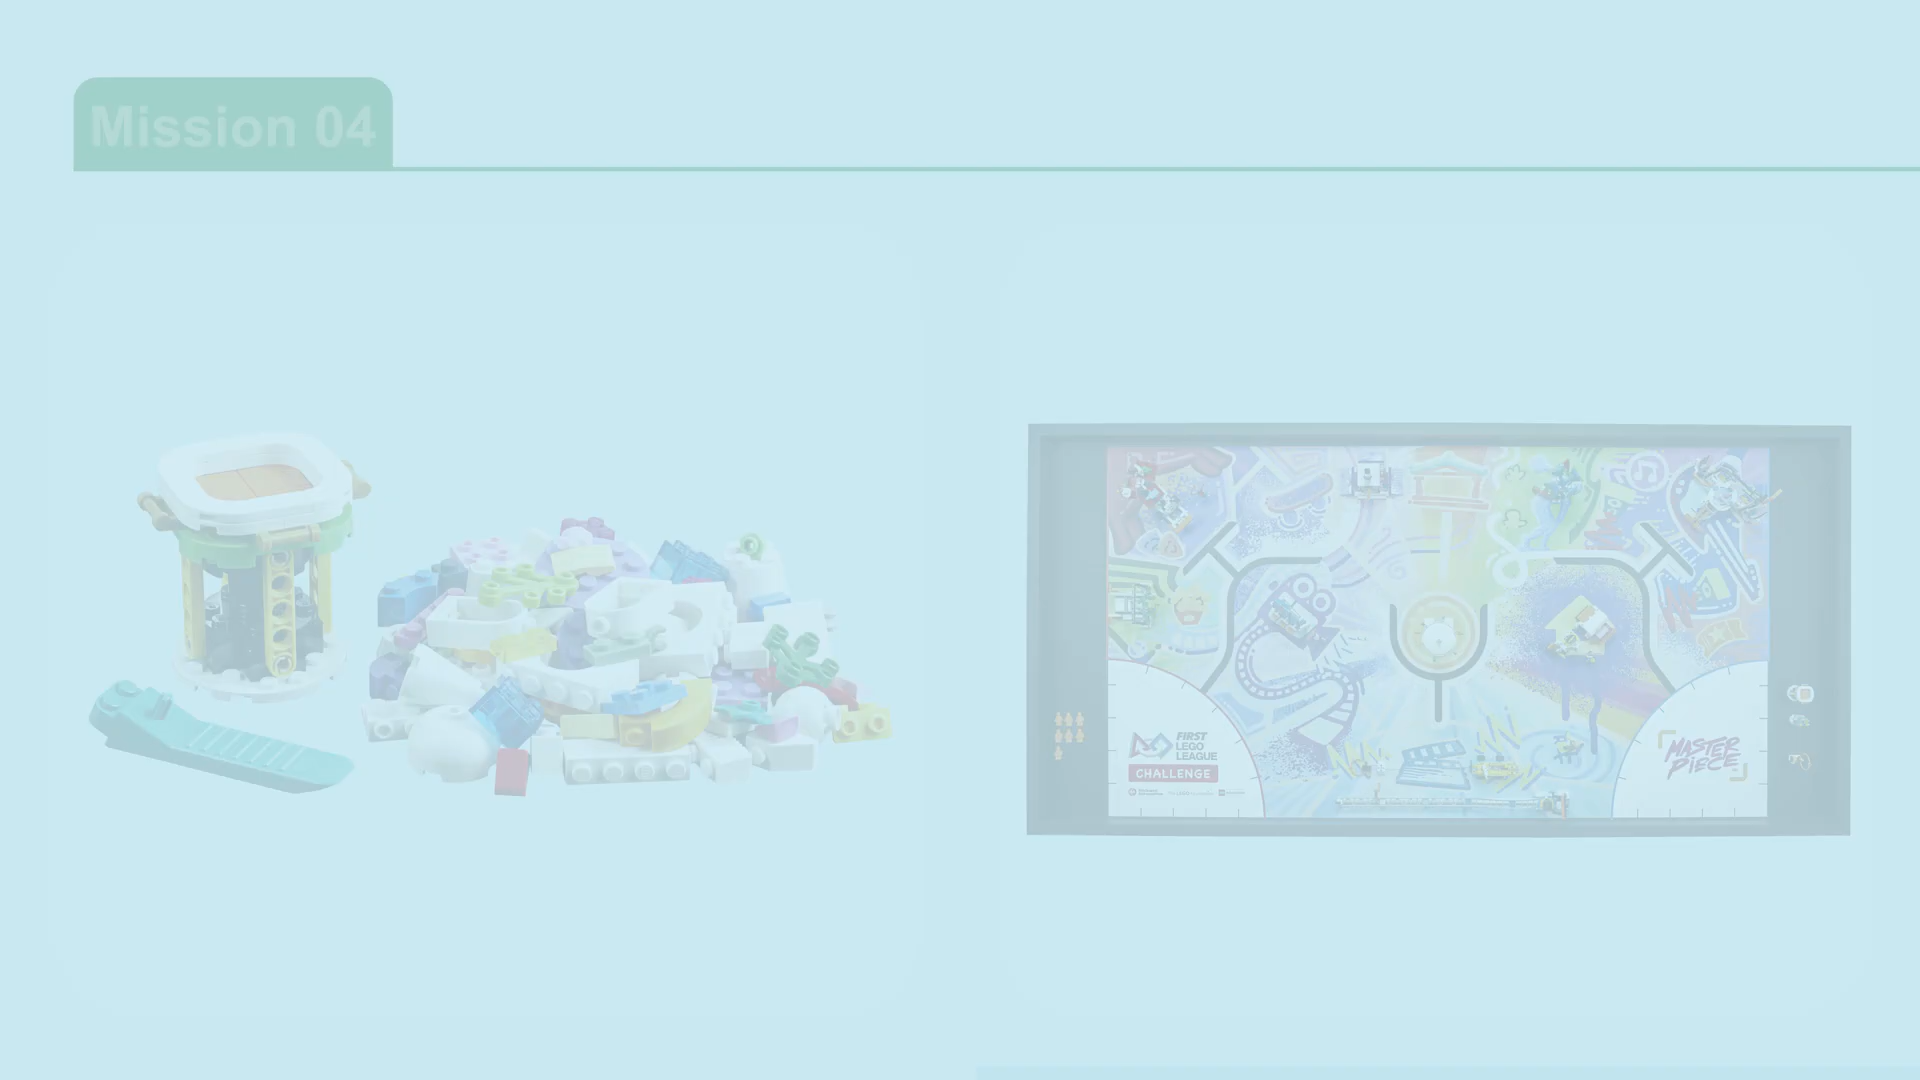 Mission 04
FIRST
LEGO
LEAGUE
CHALLENGE
MASTER
PIECE